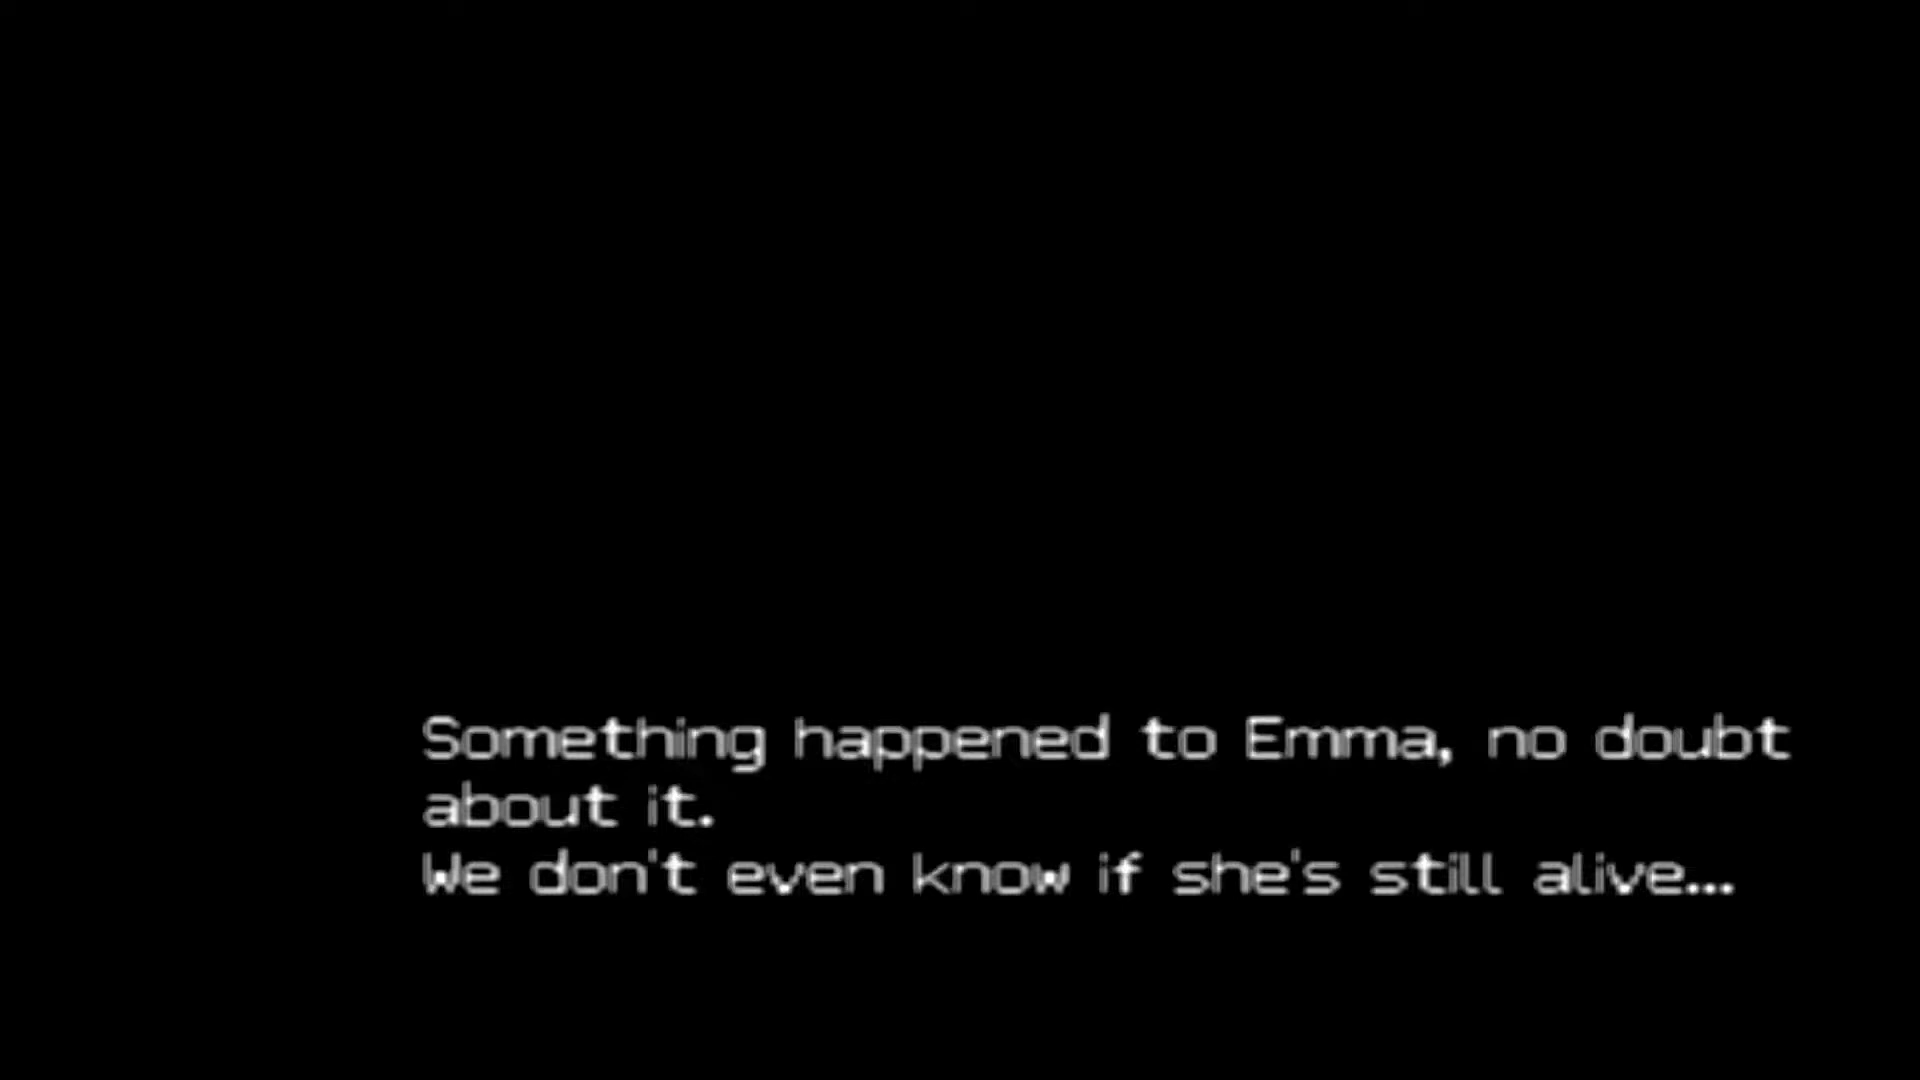 Something happened to Emma, no doubt
about it.
We don't even know if she's still alive...